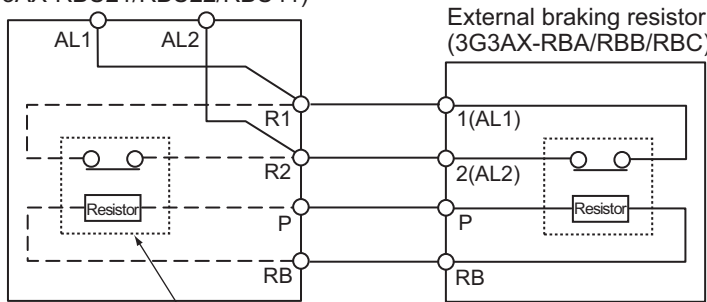 External braking resistor
(3G3AX-RBA/RBB/RBC)
AL1 AL2
R1 1(AL1)
R2 2(AL2)
Resistor P P Resistor
RB RB